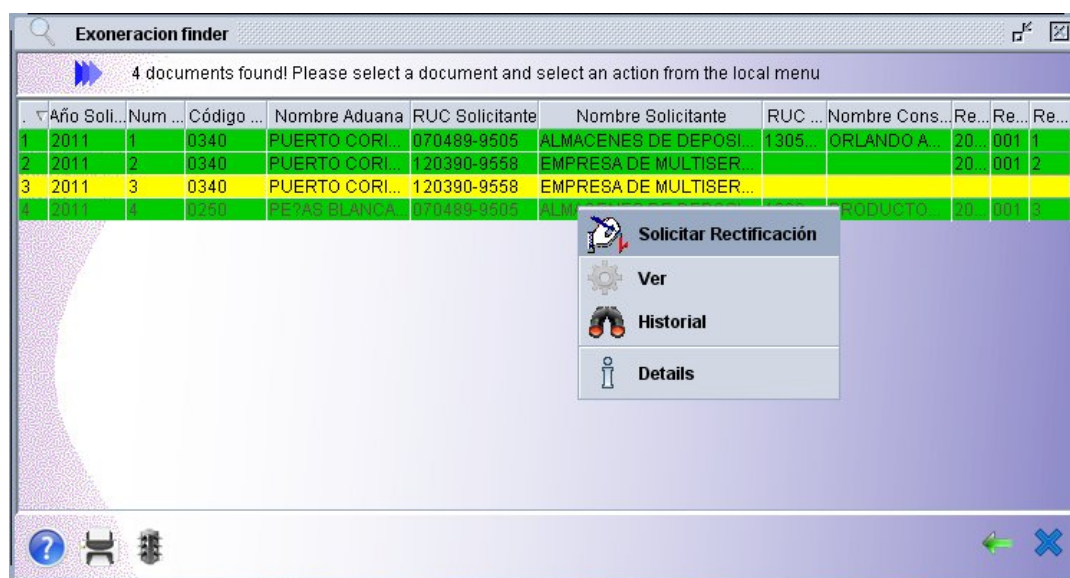 Exoneracion finder
4 documents found! Please select a document and select an action from the local menu
. Año Soli... Num ... Código ... Nombre Aduana RUC Solicitante Nombre Solicitante RUC ... Nombre Cons... Re... Re... Re...
1 2011 1 0340 PUERTO CORI... 070489-9505 ALMACENES DE DEPOSI... 1305... ORLANDO A... 20... 001 1
2 2011 2 0340 PUERTO CORI... 120390-9558 EMPRESA DE MULTISER... 20... 001 2
3 2011 3 0340 PUERTO CORI... 120390-9558 EMPRESA DE MULTISER...
4 2011 4 0250 PE?AS BLANCA... 070489-9505 PRODUCTO... 20... 001 3
Solicitar Rectificación
Ver
Historial
Details